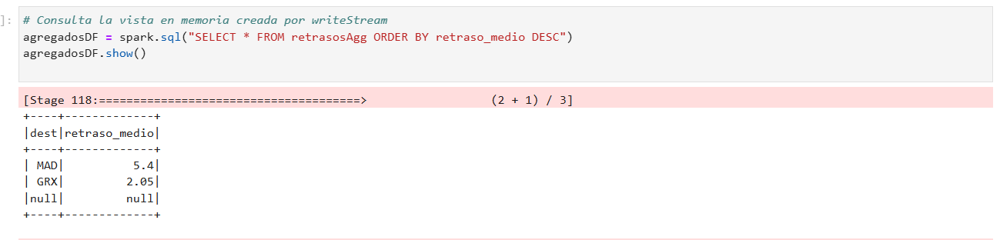 ]:
# Consulta la vista en memoria creada por writeStream
agregadosDF = spark.sql("SELECT * FROM retrasosAgg ORDER BY retraso_medio DESC")
agregadosDF.show()
[Stage 118:======================================>                  (2 + 1) / 3]
+----+-------------+
|dest|retraso_medio|
+----+-------------+
| MAD|          5.4|
| GRX|         2.05|
|null|         null|
+----+-------------+